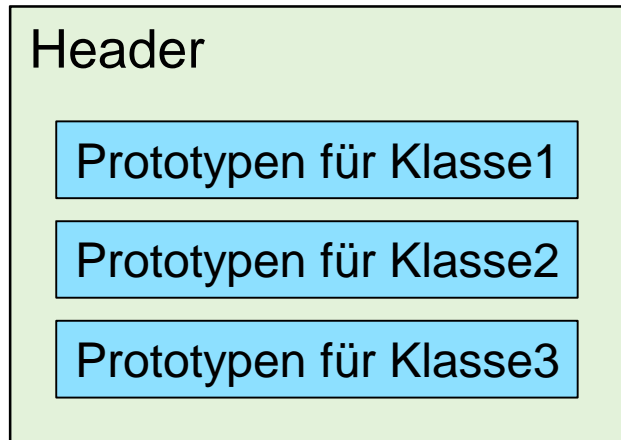 Header
Prototypen für Klasse1
Prototypen für Klasse2
Prototypen für Klasse3